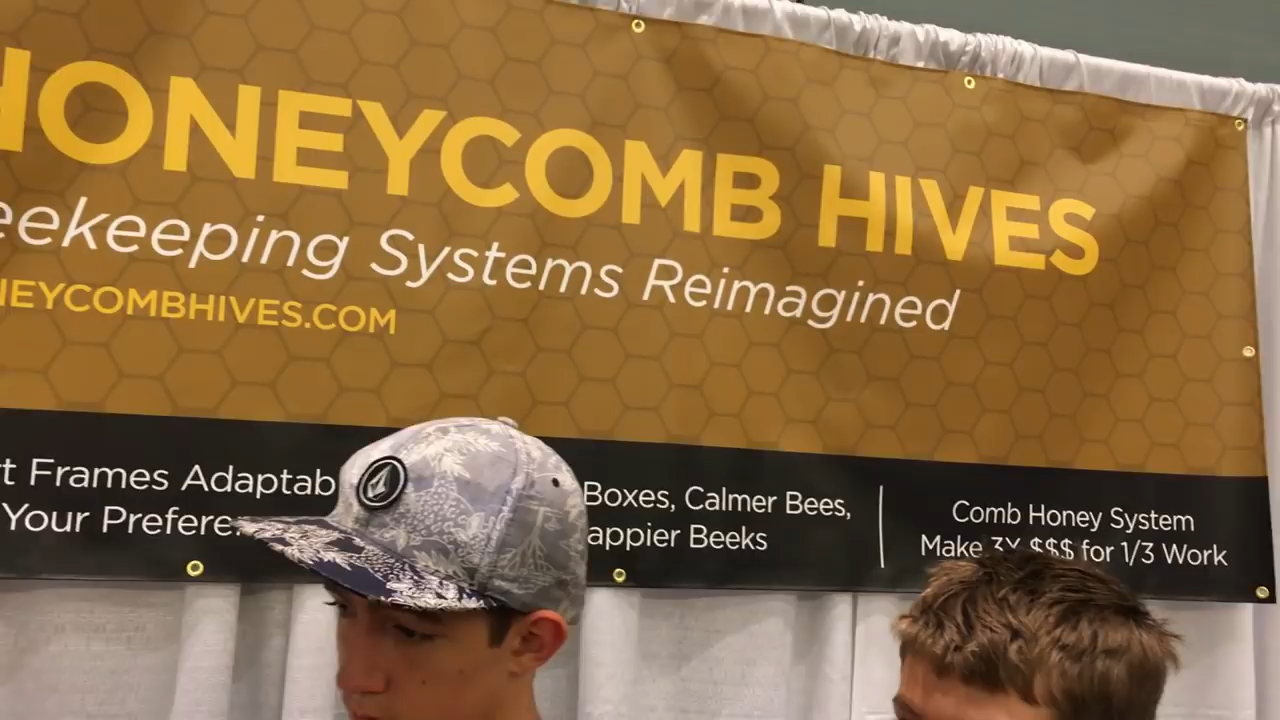 HONEYCOMB HIVES
eekeeping Systems Reimagined
NEYCOMBHIVES.COM
t Frames Adaptab
Your Prefere
Boxes, Calmer Bees,
appier Beeks
Comb Honey System
Make 3X $$$ for 1/3 Work